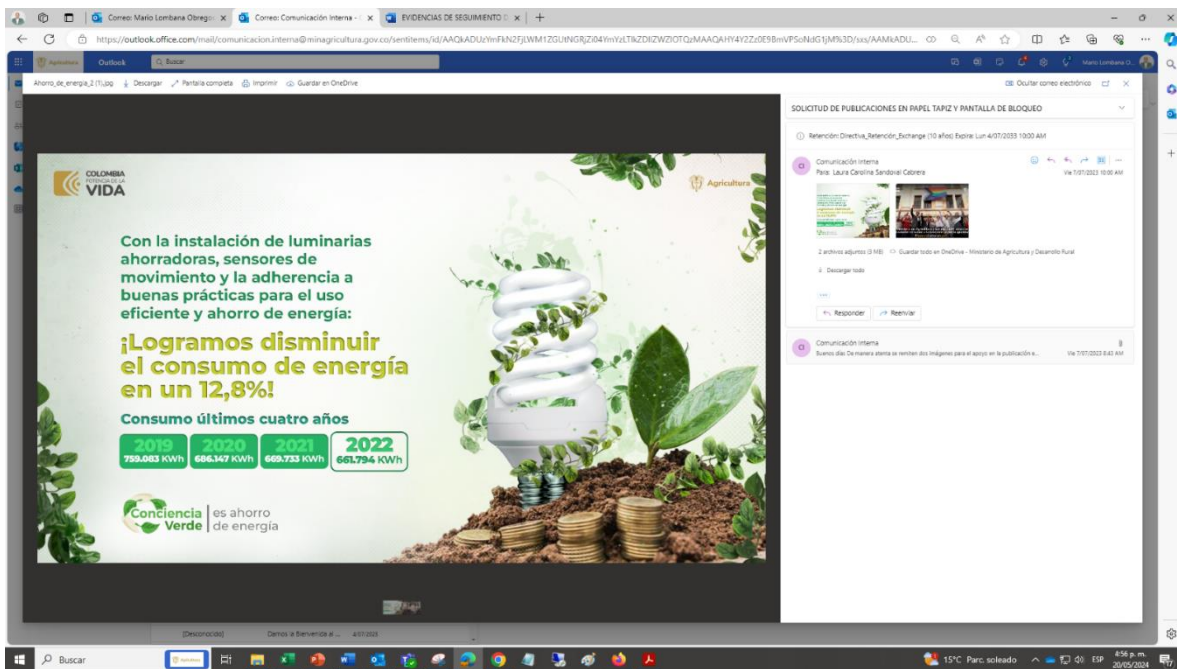 Correo: Mario Lombana Obregon
Correo: Comunicación Interna -
EVIDENCIAS DE SEGUIMIENTO
Agricultura
Outlook
Buscar
Mario Lombana O...
Ahorro_de_energia_2 (1).jpg
Descargar
Pantalla completa
Imprimir
Guardar en OneDrive
Ocultar correo electrónico
COLOMBIA
POTENCIA DE LA
VIDA
Agricultura
Con la instalación de luminarias
ahorradoras, sensores de
movimiento y la adherencia a
buenas prácticas para el uso
eficiente y ahorro de energía:
¡Logramos disminuir
el consumo de energía
en un 12,8%!
Consumo últimos cuatro años
2019
759.083 KWh
2020
686.147 KWh
2021
669.733 KWh
2022
661.794 KWh
Conciencia
Verde
es ahorro
de energía
SOLICITUD DE PUBLICACIONES EN PAPEL TAPIZ Y PANTALLA DE BLOQUEO
Retención: Directiva_Retención_Exchange (10 años) Expira: Lun 4/07/2033 10:00 AM
CI
Comunicación Interna
Para: Laura Carolina Sandoval Cabrera
Vie 7/07/2023 10:00 AM
2 archivos adjuntos (3 MB)
Guardar todo en OneDrive - Ministerio de Agricultura y Desarrollo Rural
Descargar todo
Responder
Reenviar
CI
Comunicación Interna
Buenos días De manera atenta se remiten dos imágenes para el apoyo en la publicación e...
Vie 7/07/2023 8:43 AM
[Desconocido]
Damos la Bienvenida al ...
4/07/2023
Buscar
15°C Parc. soleado
ESP
4:56 p. m.
20/05/2024